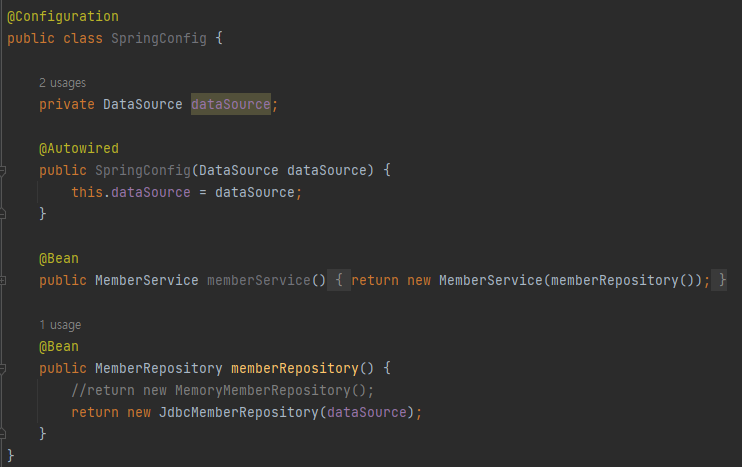 @Configuration
public class SpringConfig {
2 usages
private DataSource dataSource;
@Autowired
public SpringConfig(DataSource dataSource) {
this.dataSource = dataSource;
}
@Bean
public MemberService memberService() { return new MemberService(memberRepository()); }
1 usage
@Bean
public MemberRepository memberRepository() {
//return new MemoryMemberRepository();
return new JdbcMemberRepository(dataSource);
}
}